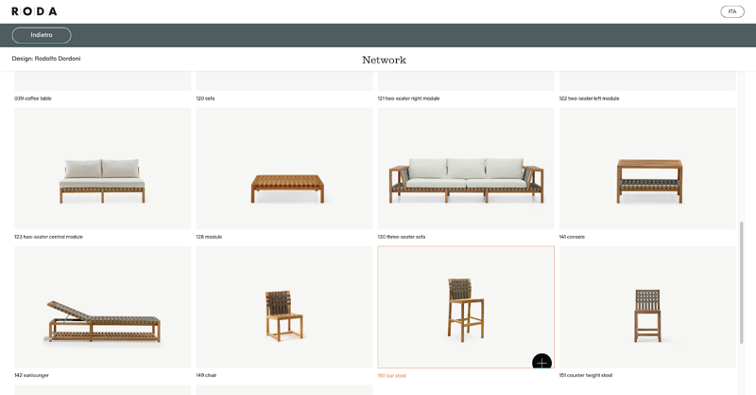 RODA
ITA
Indietro
Design: Rodolfo Dordoni
Network
039 coffee table
120 sofa
121 two-seater right module
122 two-seater left module
123 two-seater central module
128 module
130 three-seater sofa
141 console
142 sunlounger
149 chair
150 bar stool
151 counter height stool